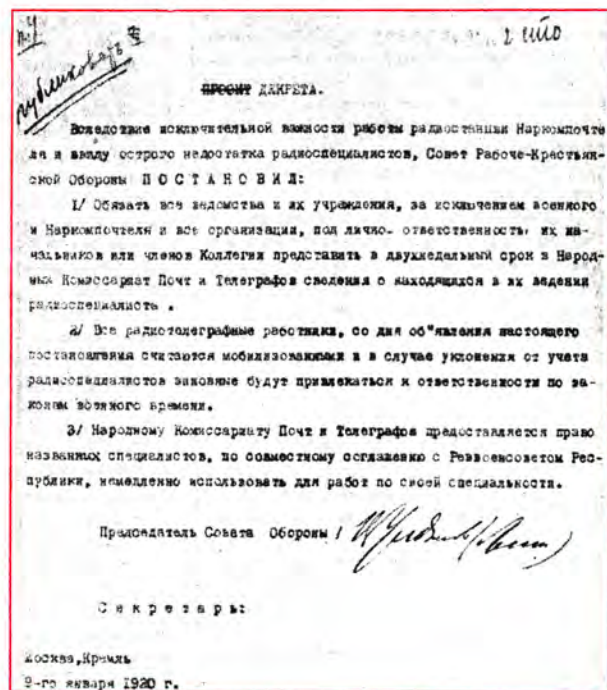 публиковать
ПРОЕКТ ДЕКРЕТА.
Вследствие исключительной важности работы радиостанции Наркомпочте
ля и ввиду острого недостатка радиоспециалистов, Совет Рабоче-Крестьян
ской Обороны П О С Т А Н О В И Л:
1/ Обязать все ведомства и их учреждения, за исключением военного
и Наркомпочтеля и все организации, под лично- ответственность их на-
чальников или членов Коллегии представить в двухнедельный срок в Народ-
ных Комиссариат Почт и Телеграфов сведения о находящихся в их ведении
радиоспециалиста .
2/ Все радиотелеграфные работники, со дня об"явления настоящего
постановления считаются мобилизованными и в случае уклонения от учета
радиоспециалистов виновные будут привлекаться к ответственности по за-
конам военного времени.
3/ Народному Комиссариату Почт и Телеграфов предоставляется право
названных специалистов, по совместному соглашению с Реввоенсоветом Рес-
публики, немедленно использовать для работ по своей специальности.
Председатель Совета Обороны /
С е к р е т а р ь:
Москва, Кремль
9-го января 1920 г.